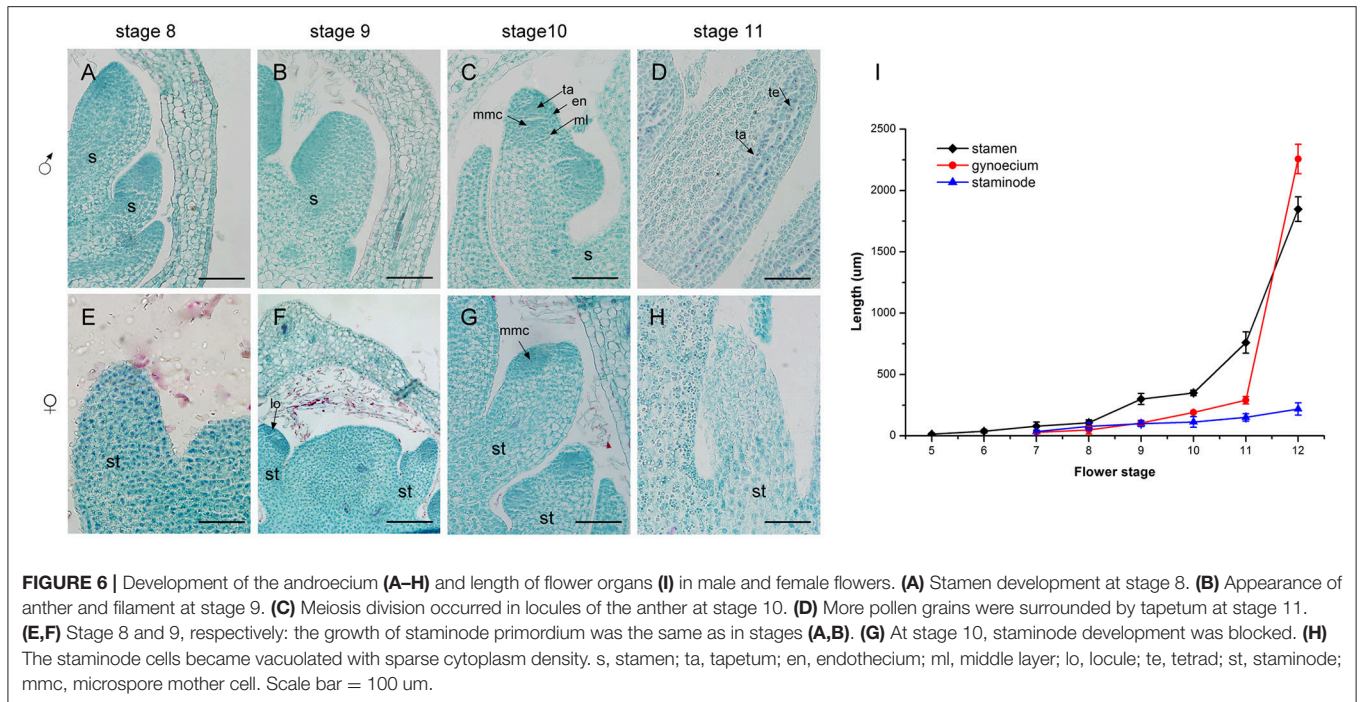 stage 8 stage 9 stage10 stage 11
♂
A
s
s
B
s
C
ta
en
mmc
ml
s
D
te
ta
♀
E
st
F
lo
st
st
G
mmc
st
st
H
st
I
stamen
gynoecium
staminode
Length (um)
2500
2000
1500
1000
500
0
5 6 7 8 9 10 11 12
Flower stage
FIGURE 6 | Development of the androecium (A–H) and length of flower organs (I) in male and female flowers. (A) Stamen development at stage 8. (B) Appearance of
anther and filament at stage 9. (C) Meiosis division occurred in locules of the anther at stage 10. (D) More pollen grains were surrounded by tapetum at stage 11.
(E,F) Stage 8 and 9, respectively: the growth of staminode primordium was the same as in stages (A,B). (G) At stage 10, staminode development was blocked. (H)
The staminode cells became vacuolated with sparse cytoplasm density. s, stamen; ta, tapetum; en, endothecium; ml, middle layer; lo, locule; te, tetrad; st, staminode;
mmc, microspore mother cell. Scale bar = 100 um.